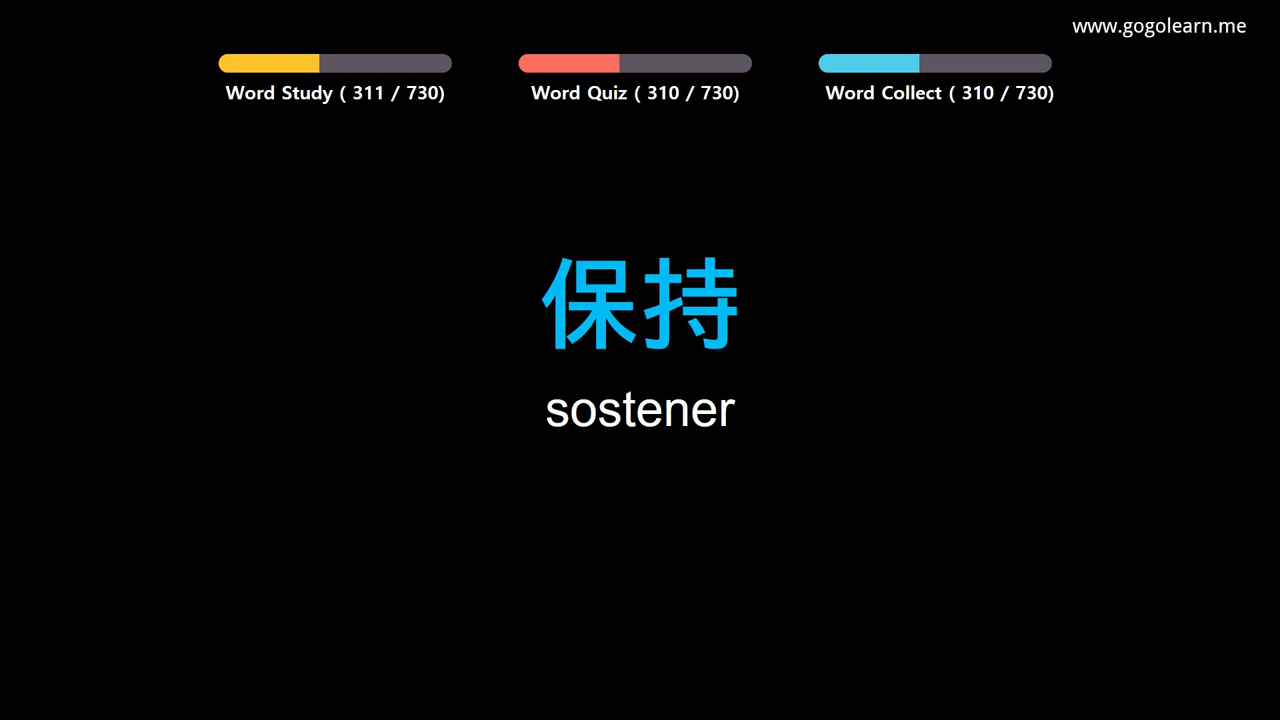 www.gogolearn.me
Word Study ( 311 / 730)
Word Quiz ( 310 / 730)
Word Collect ( 310 / 730)
保持
sostener